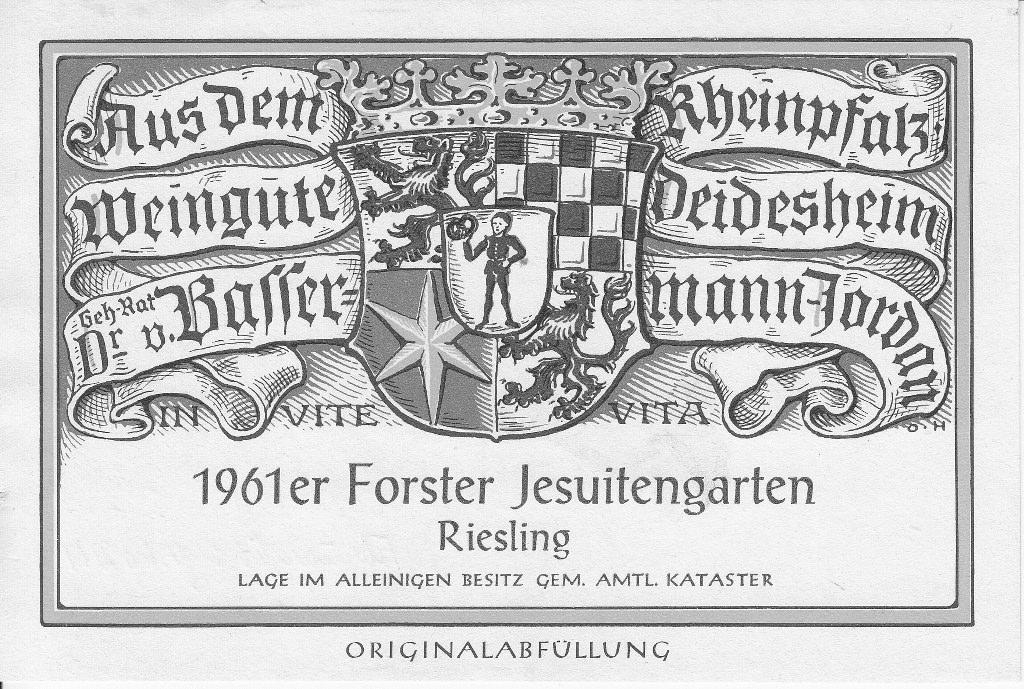 Aus dem
Weingute
Geh-Rat
Dr. v. Basser=
Rheinpfalz:
Deidesheim
mann-Jordan
IN VITE VITA
O.H
1961er Forster Jesuitengarten
Riesling
LAGE IM ALLEINIGEN BESITZ GEM. AMTL. KATASTER
ORIGINALABFÜLLUNG